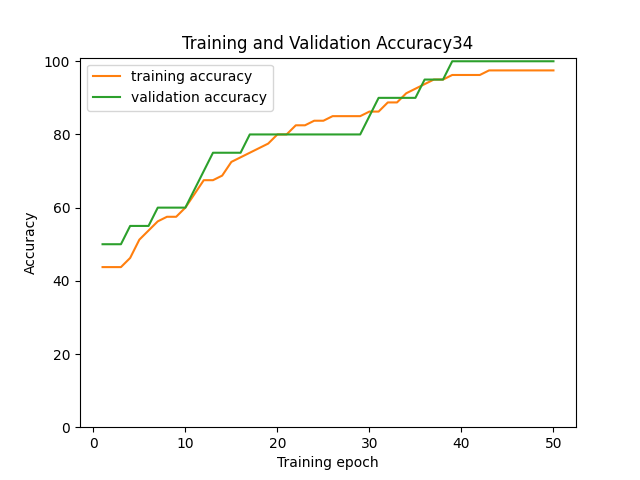 Training and Validation Accuracy34
training accuracy
validation accuracy
Accuracy
100
80
60
40
20
0
0 10 20 30 40 50
Training epoch